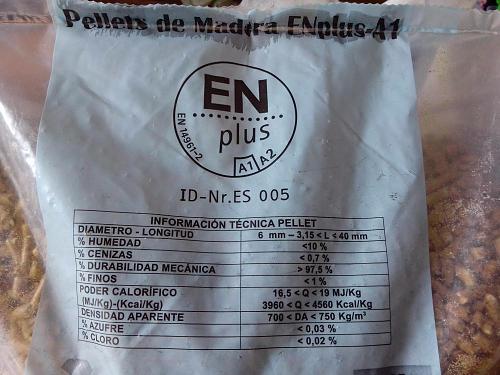 Pellets de Madera ENplus-A1
EN
plus
EN 14961-2
A1 A2
ID-Nr.ES 005
INFORMACIÓN TÉCNICA PELLET
DIAMETRO - LONGITUD 6 mm – 3,15 < L < 40 mm
% HUMEDAD <10 %
% CENIZAS < 0,7 %
% DURABILIDAD MECÁNICA > 97,5 %
% FINOS < 1 %
PODER CALORÍFICO 16,5 < Q < 19 MJ/Kg
(MJ/Kg)-(Kcal/Kg) 3960 < Q < 4560 Kcal/Kg
DENSIDAD APARENTE 700 < DA < 750 Kg/m³
% AZUFRE < 0,03 %
% CLORO < 0,02 %